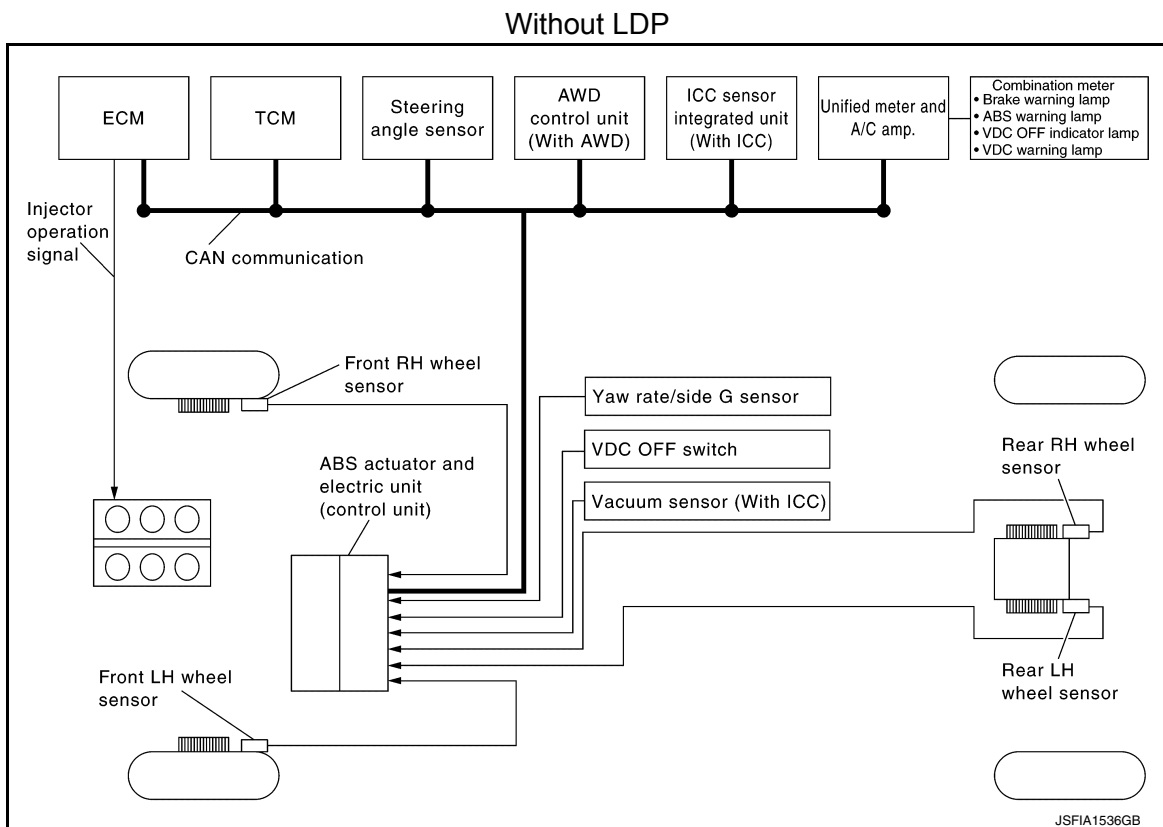 Without LDP
ECM
TCM
Steering
angle sensor
AWD
control unit
(With AWD)
ICC sensor
integrated unit
(With ICC)
Unified meter and
A/C amp.
Combination meter
• Brake warning lamp
• ABS warning lamp
• VDC OFF indicator lamp
• VDC warning lamp
Injector
operation
signal
CAN communication
Front RH wheel
sensor
Yaw rate/side G sensor
VDC OFF switch
Vacuum sensor (With ICC)
Rear RH wheel
sensor
ABS actuator and
electric unit
(control unit)
Front LH wheel
sensor
Rear LH
wheel sensor
JSFIA1536GB